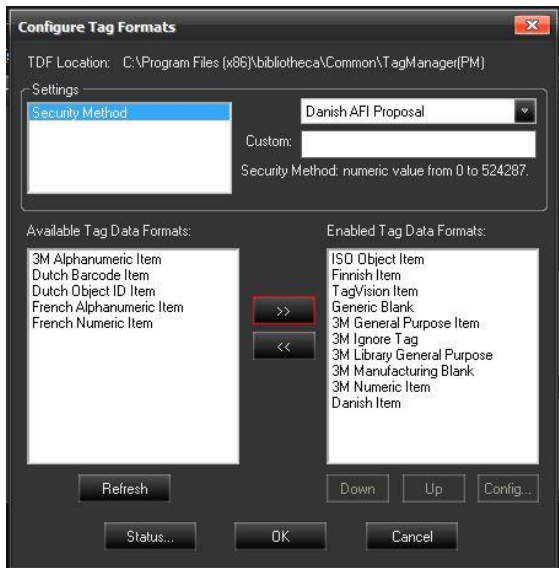 Configure Tag Formats
TDF Location: C:\Program Files (x86)\bibliotheca\Common\TagManager(PM)
Settings
Security Method
Danish AFI Proposal
Custom:
Security Method: numeric value from 0 to 524287.
Available Tag Data Formats:
3M Alphanumeric Item
Dutch Barcode Item
Dutch Object ID Item
French Alphanumeric Item
French Numeric Item
>>
<<
Enabled Tag Data Formats:
ISO Object Item
Finnish Item
TagVision Item
Generic Blank
3M General Purpose Item
3M Ignore Tag
3M Library General Purpose
3M Manufacturing Blank
3M Numeric Item
Danish Item
Refresh
Down Up Config...
Status... OK Cancel